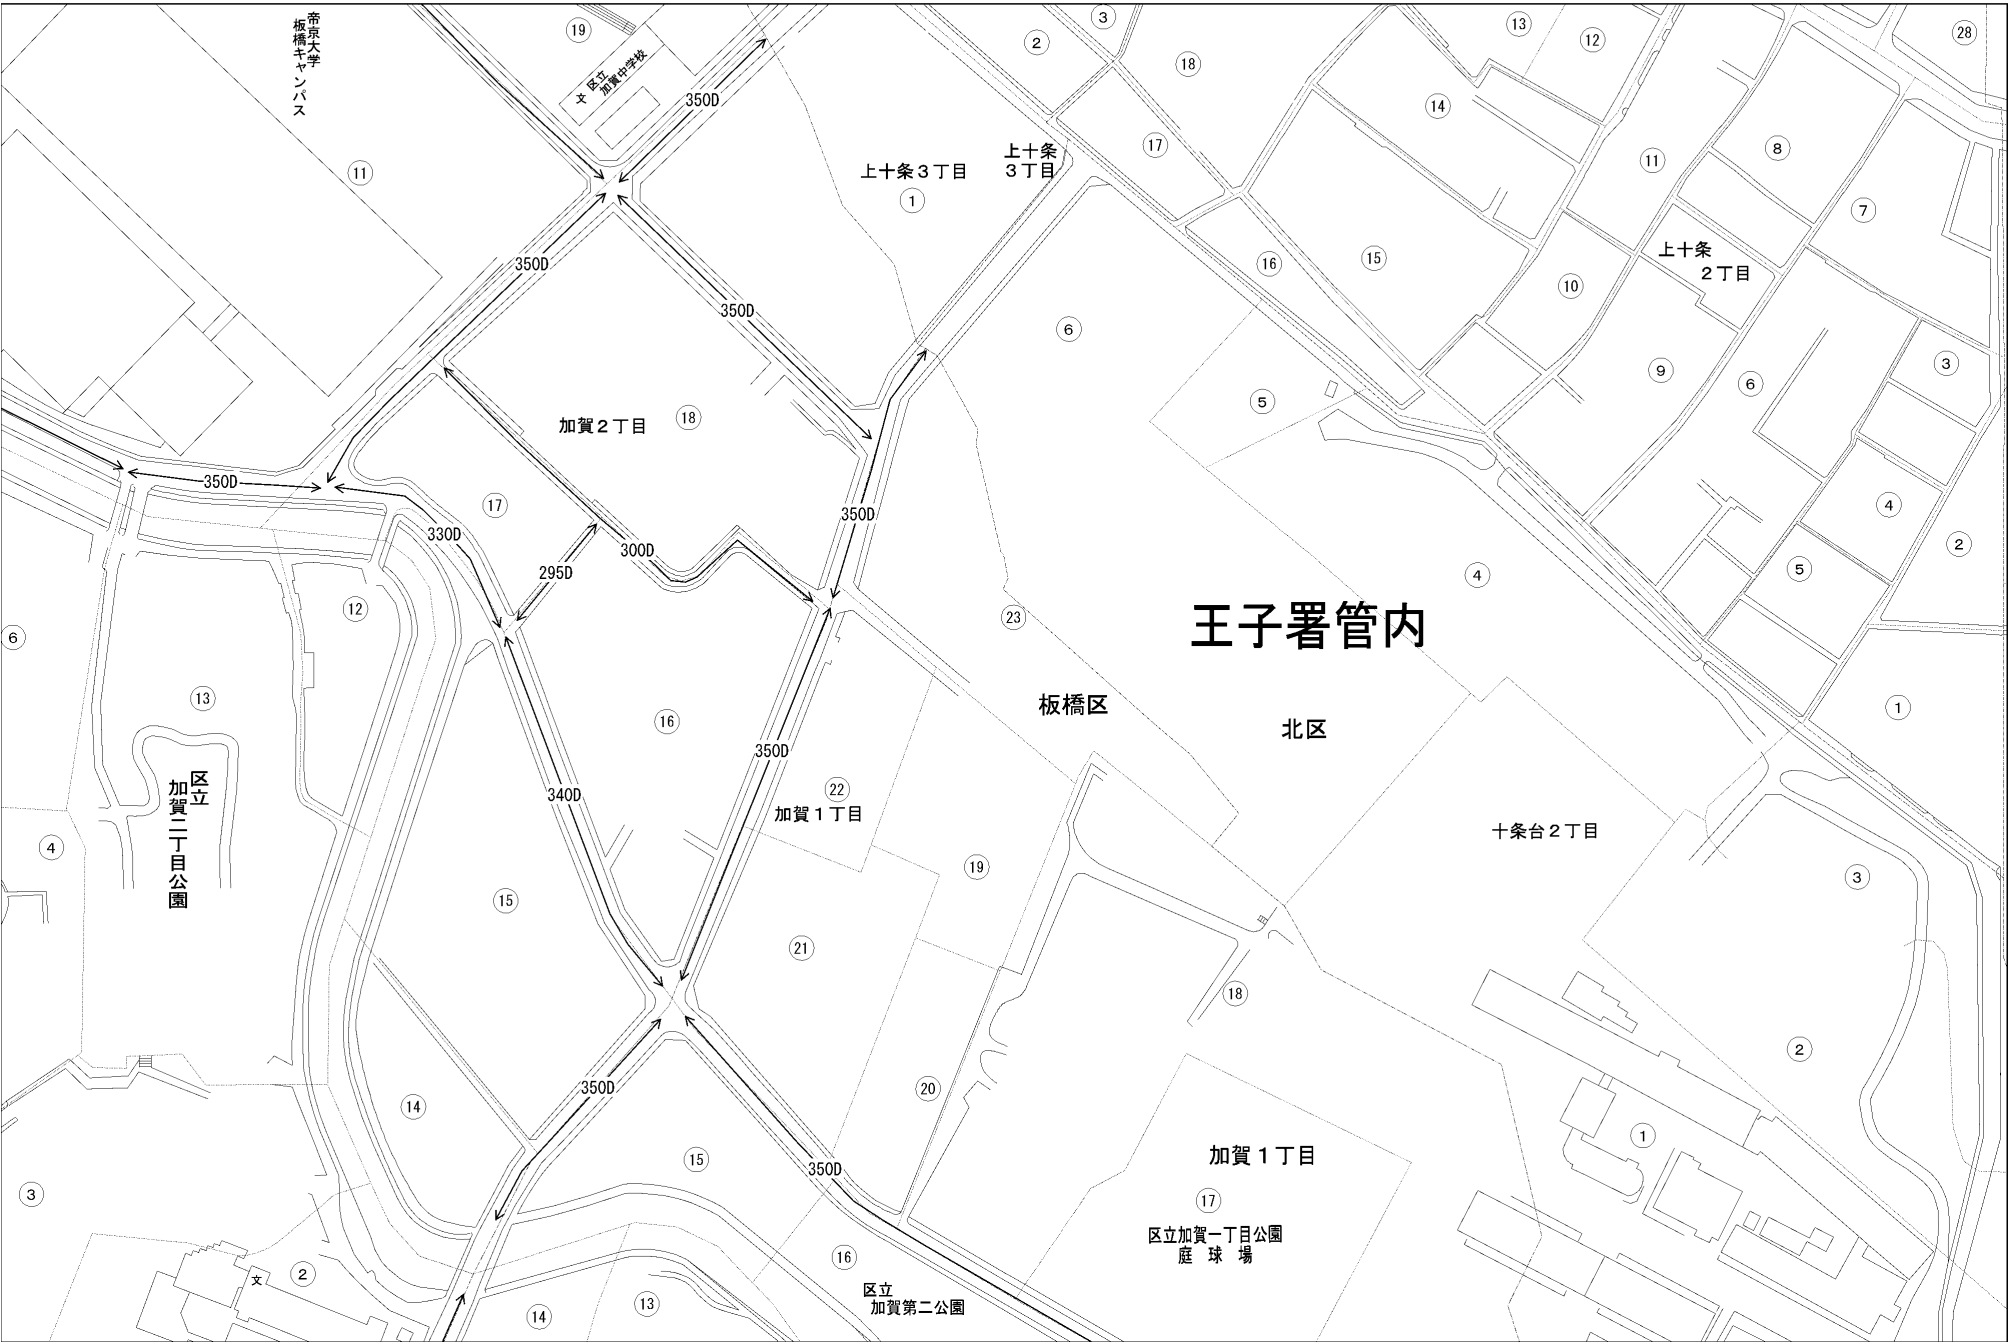 帝京大学
板橋キャンパス
⑲
区立
加賀中学校
文
350D
③
②
⑱
⑬
⑫
28
⑭
⑰
⑪
⑧
⑪
上十条3丁目
①
上十条
3丁目
⑦
350D
350D
⑯
⑮
上十条
2丁目
⑩
⑥
⑤
⑨
⑥
③
加賀2丁目
⑱
350D
330D
⑰
300D
295D
350D
④
②
⑤
④
⑫
⑥
⑬
23
王子署管内
板橋区
北区
①
⑯
350D
340D
22
加賀1丁目
区立
加賀二丁目公園
④
十条台2丁目
⑲
③
⑮
21
⑱
②
350D
⑭
⑳
①
⑮
350D
加賀1丁目
③
⑰
区立加賀一丁目公園
庭球場
⑯
②
文
区立
加賀第二公園
⑭
⑬